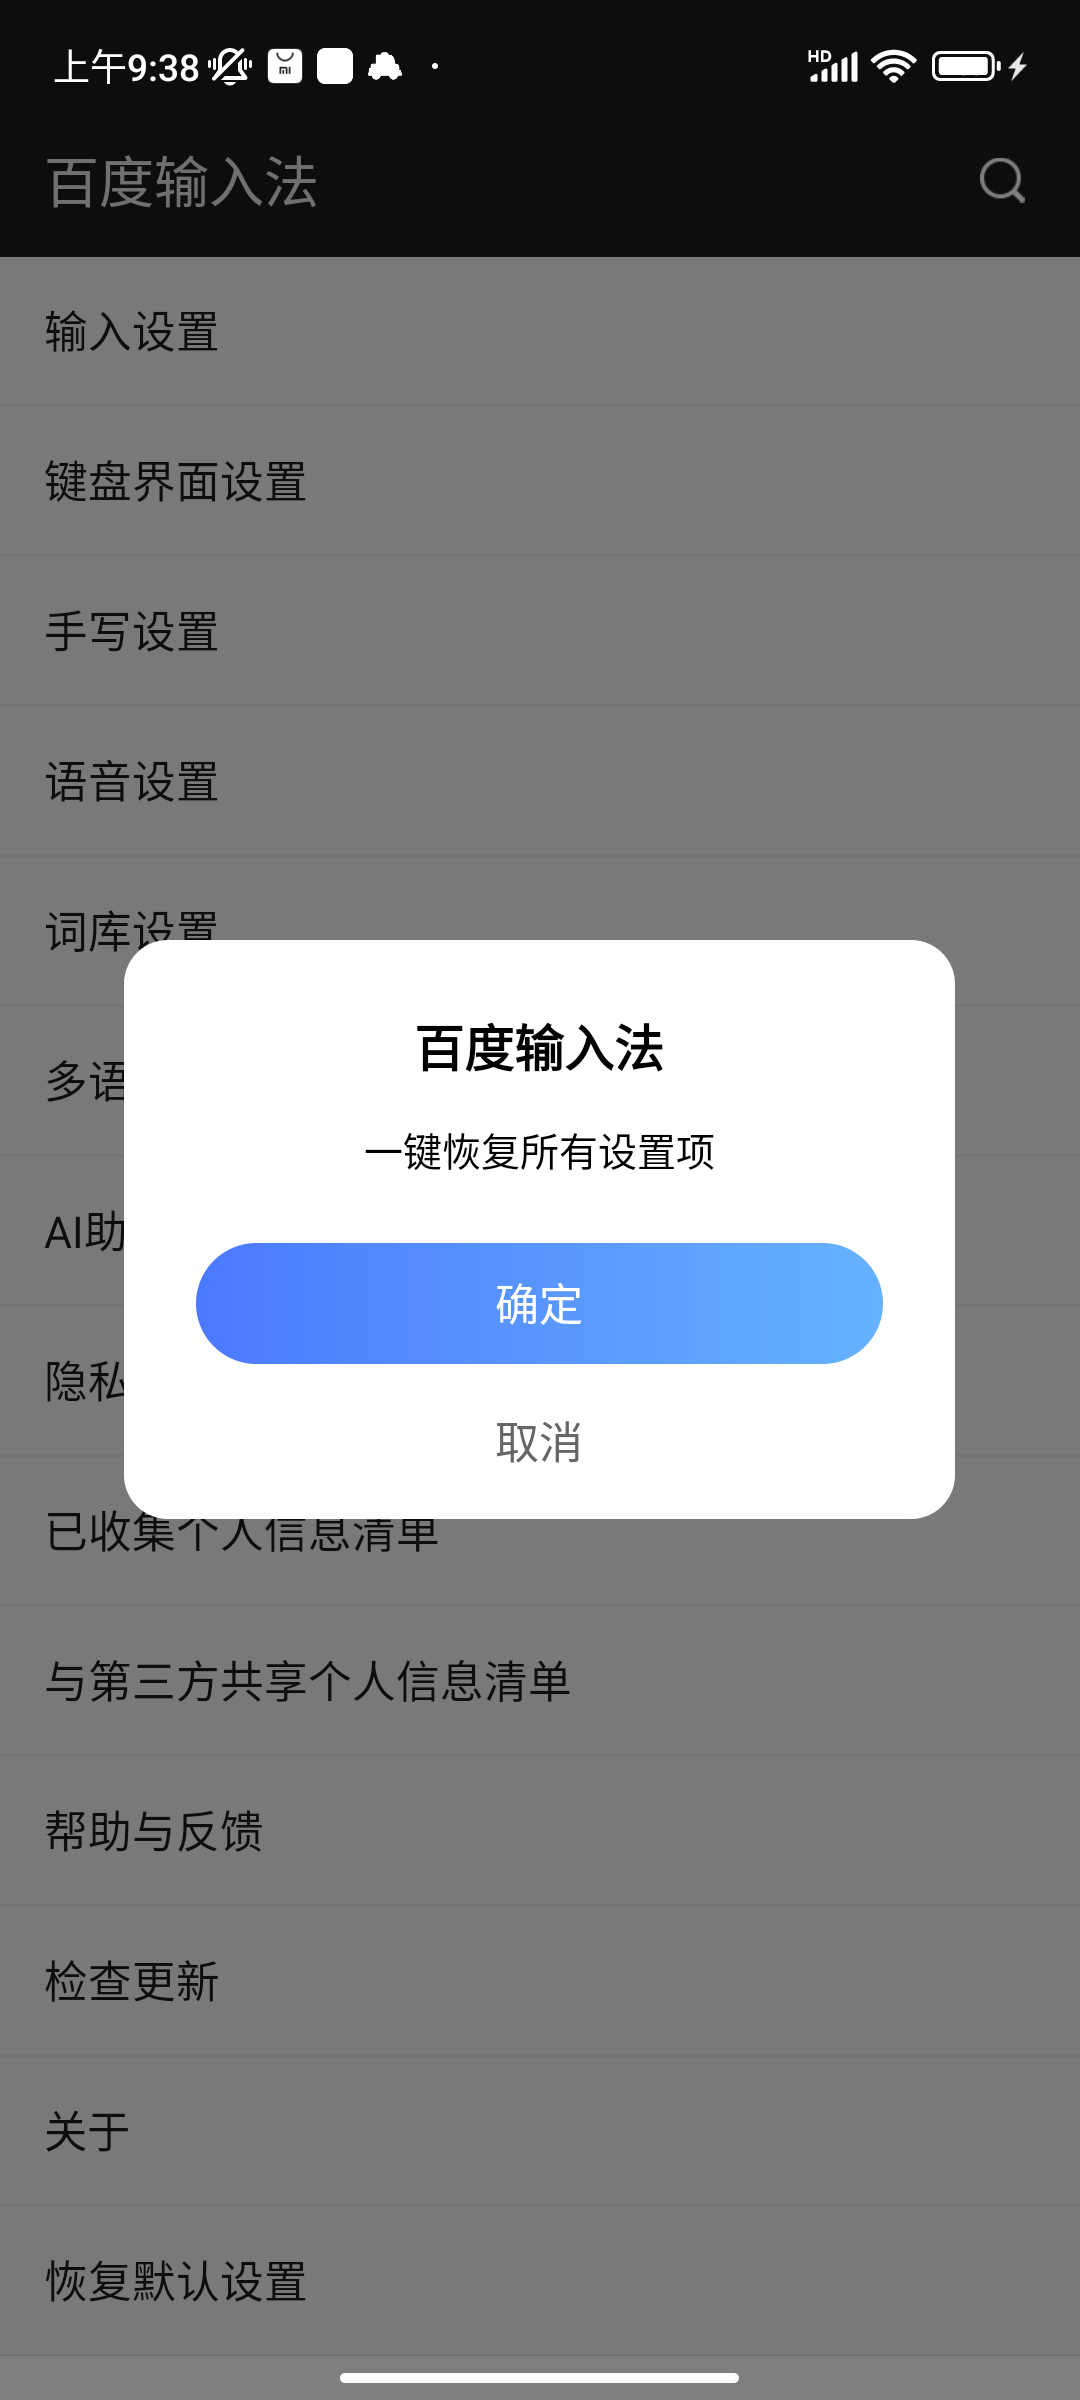 上午9:38
HD
百度输入法
输入设置
键盘界面设置
手写设置
语音设置
词库设置
多语
AI助
隐私
百度输入法
一键恢复所有设置项
确定
取消
已收集个人信息清单
与第三方共享个人信息清单
帮助与反馈
检查更新
关于
恢复默认设置